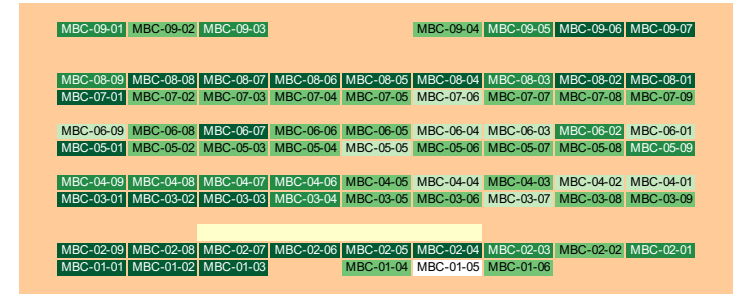 MBC-09-01 MBC-09-02 MBC-09-03 MBC-09-04 MBC-09-05 MBC-09-06 MBC-09-07
MBC-08-09 MBC-08-08 MBC-08-07 MBC-08-06 MBC-08-05 MBC-08-04 MBC-08-03 MBC-08-02 MBC-08-01
MBC-07-01 MBC-07-02 MBC-07-03 MBC-07-04 MBC-07-05 MBC-07-06 MBC-07-07 MBC-07-08 MBC-07-09
MBC-06-09 MBC-06-08 MBC-06-07 MBC-06-06 MBC-06-05 MBC-06-04 MBC-06-03 MBC-06-02 MBC-06-01
MBC-05-01 MBC-05-02 MBC-05-03 MBC-05-04 MBC-05-05 MBC-05-06 MBC-05-07 MBC-05-08 MBC-05-09
MBC-04-09 MBC-04-08 MBC-04-07 MBC-04-06 MBC-04-05 MBC-04-04 MBC-04-03 MBC-04-02 MBC-04-01
MBC-03-01 MBC-03-02 MBC-03-03 MBC-03-04 MBC-03-05 MBC-03-06 MBC-03-07 MBC-03-08 MBC-03-09
MBC-02-09 MBC-02-08 MBC-02-07 MBC-02-06 MBC-02-05 MBC-02-04 MBC-02-03 MBC-02-02 MBC-02-01
MBC-01-01 MBC-01-02 MBC-01-03 MBC-01-04 MBC-01-05 MBC-01-06